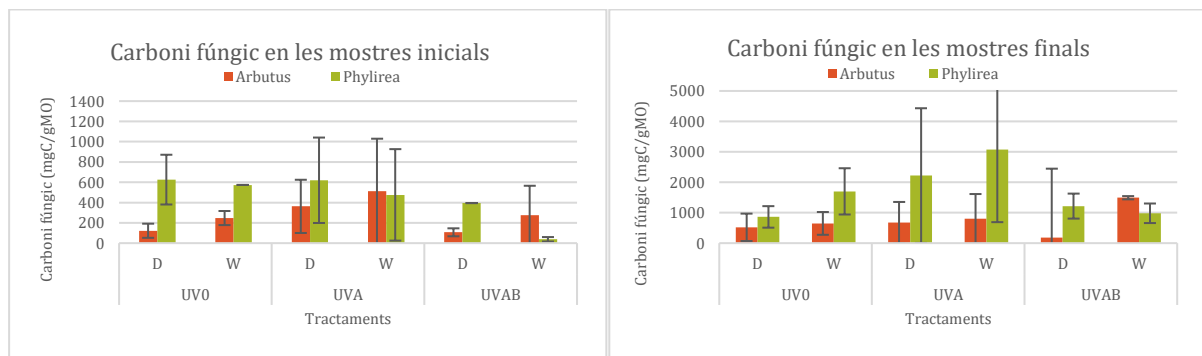 Carboni fúngic en les mostres inicials
Arbutus Phylirea
Carboni fúngic (mgC/gMO)
1400
1200
1000
800
600
400
200
0
D W D W D W
UV0 UVA UVAB
Tractaments
Carboni fúngic en les mostres finals
Arbutus Phylirea
Carboni fúngic (mgC/gMO)
5000
4000
3000
2000
1000
0
D W D W D W
UV0 UVA UVAB
Tractaments